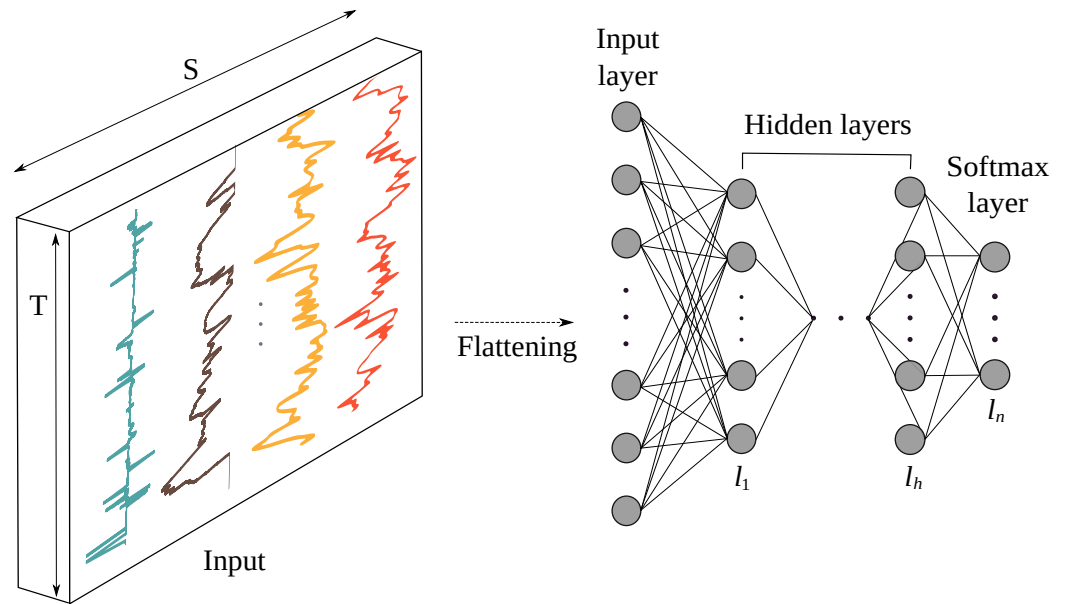 S
T
Input
Flattening
Input
layer
Hidden layers
Softmax
layer
l₁
lₕ
lₙ